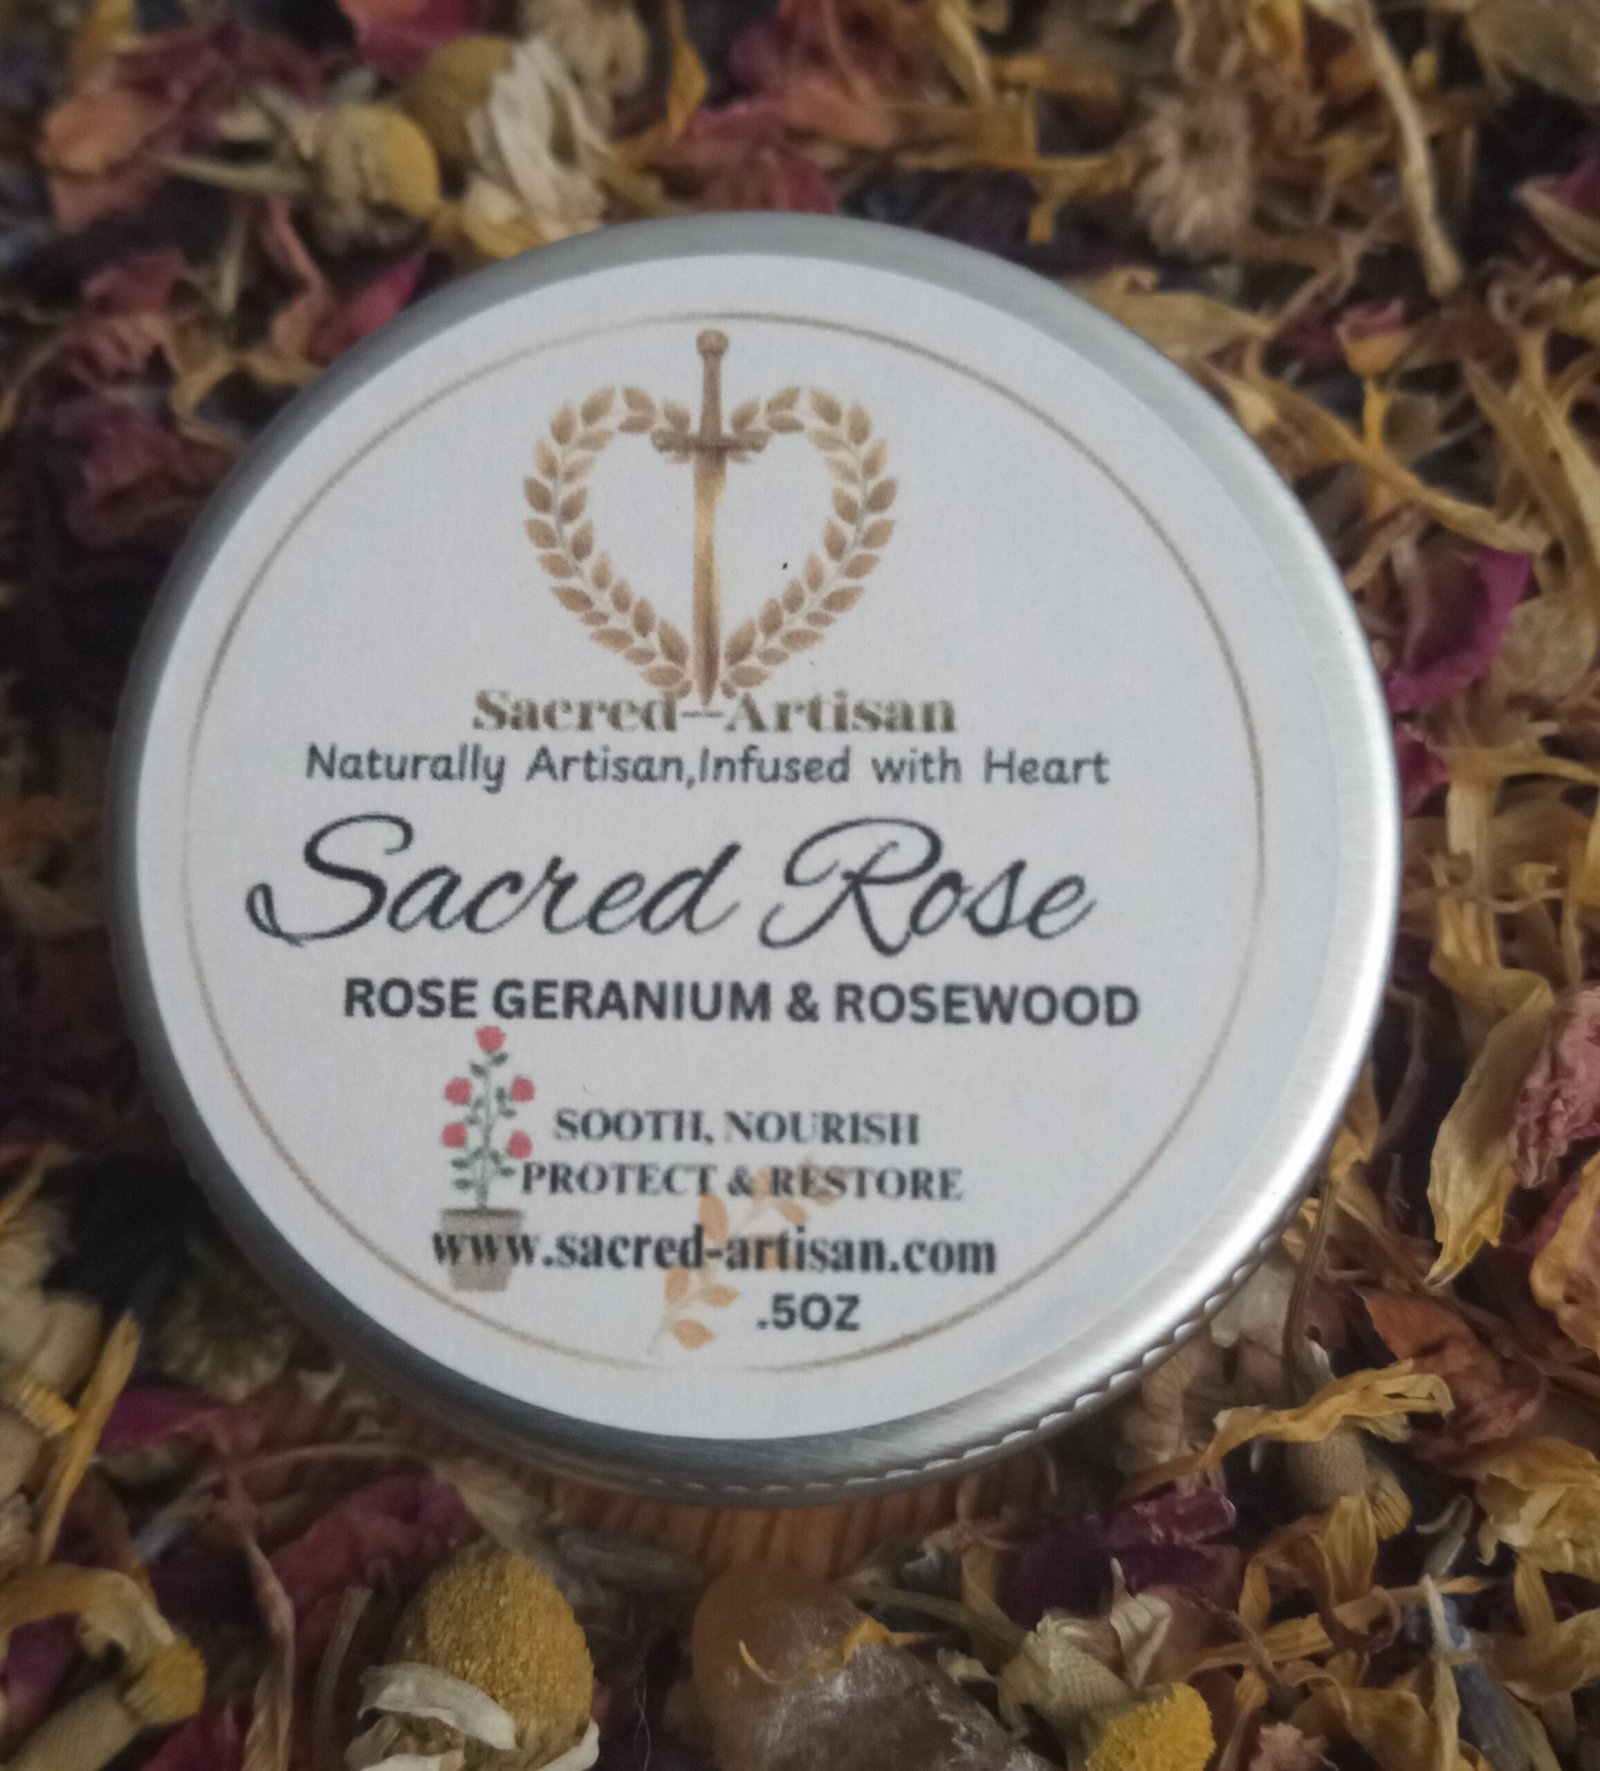 Sacred--Artisan
Naturally Artisan,Infused with Heart
Sacred Rose
ROSE GERANIUM & ROSEWOOD
SOOTH, NOURISH
PROTECT & RESTORE
www.sacred-artisan.com
.5OZ